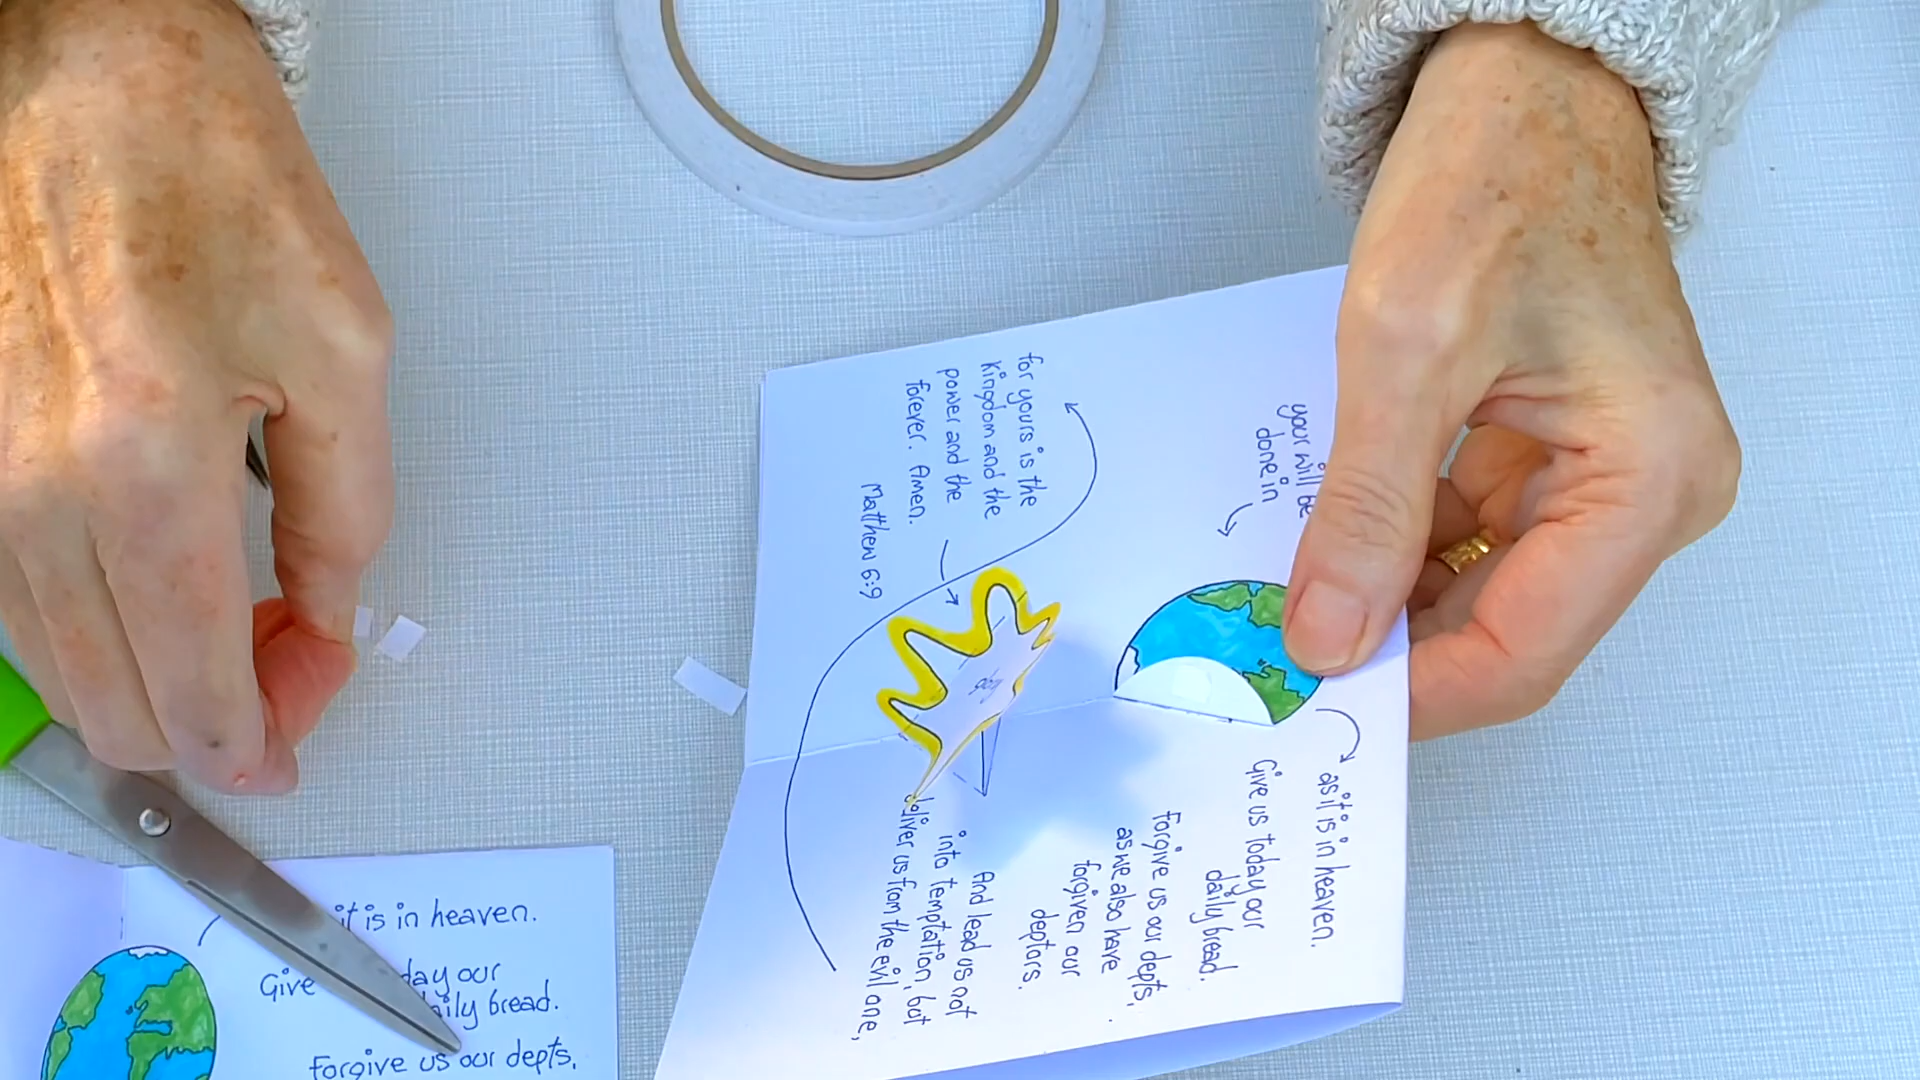 your will be
done in
as it is in heaven.
Give us today our
daily bread.
Forgive us our depts,
as we also have
forgiven our
deptors.
And lead us not
into temptation, but
deliver us from the evil one,
for yours is the
kingdom and the
power and the
forever. Amen.
Matthew 6:9
it is in heaven.
Give day our
aily bread.
Forgive us our depts,